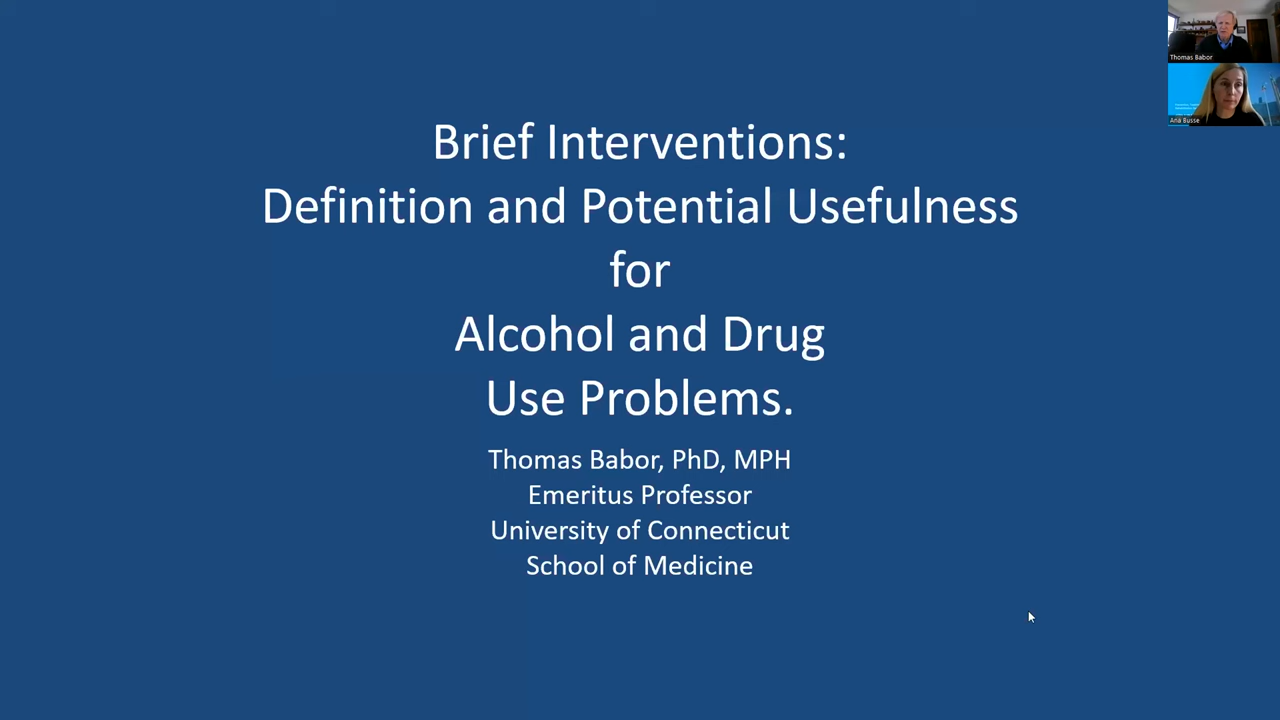 Brief Interventions:
Definition and Potential Usefulness
for
Alcohol and Drug
Use Problems.
Thomas Babor, PhD, MPH
Emeritus Professor
University of Connecticut
School of Medicine
Thomas Babor
Ana Busse